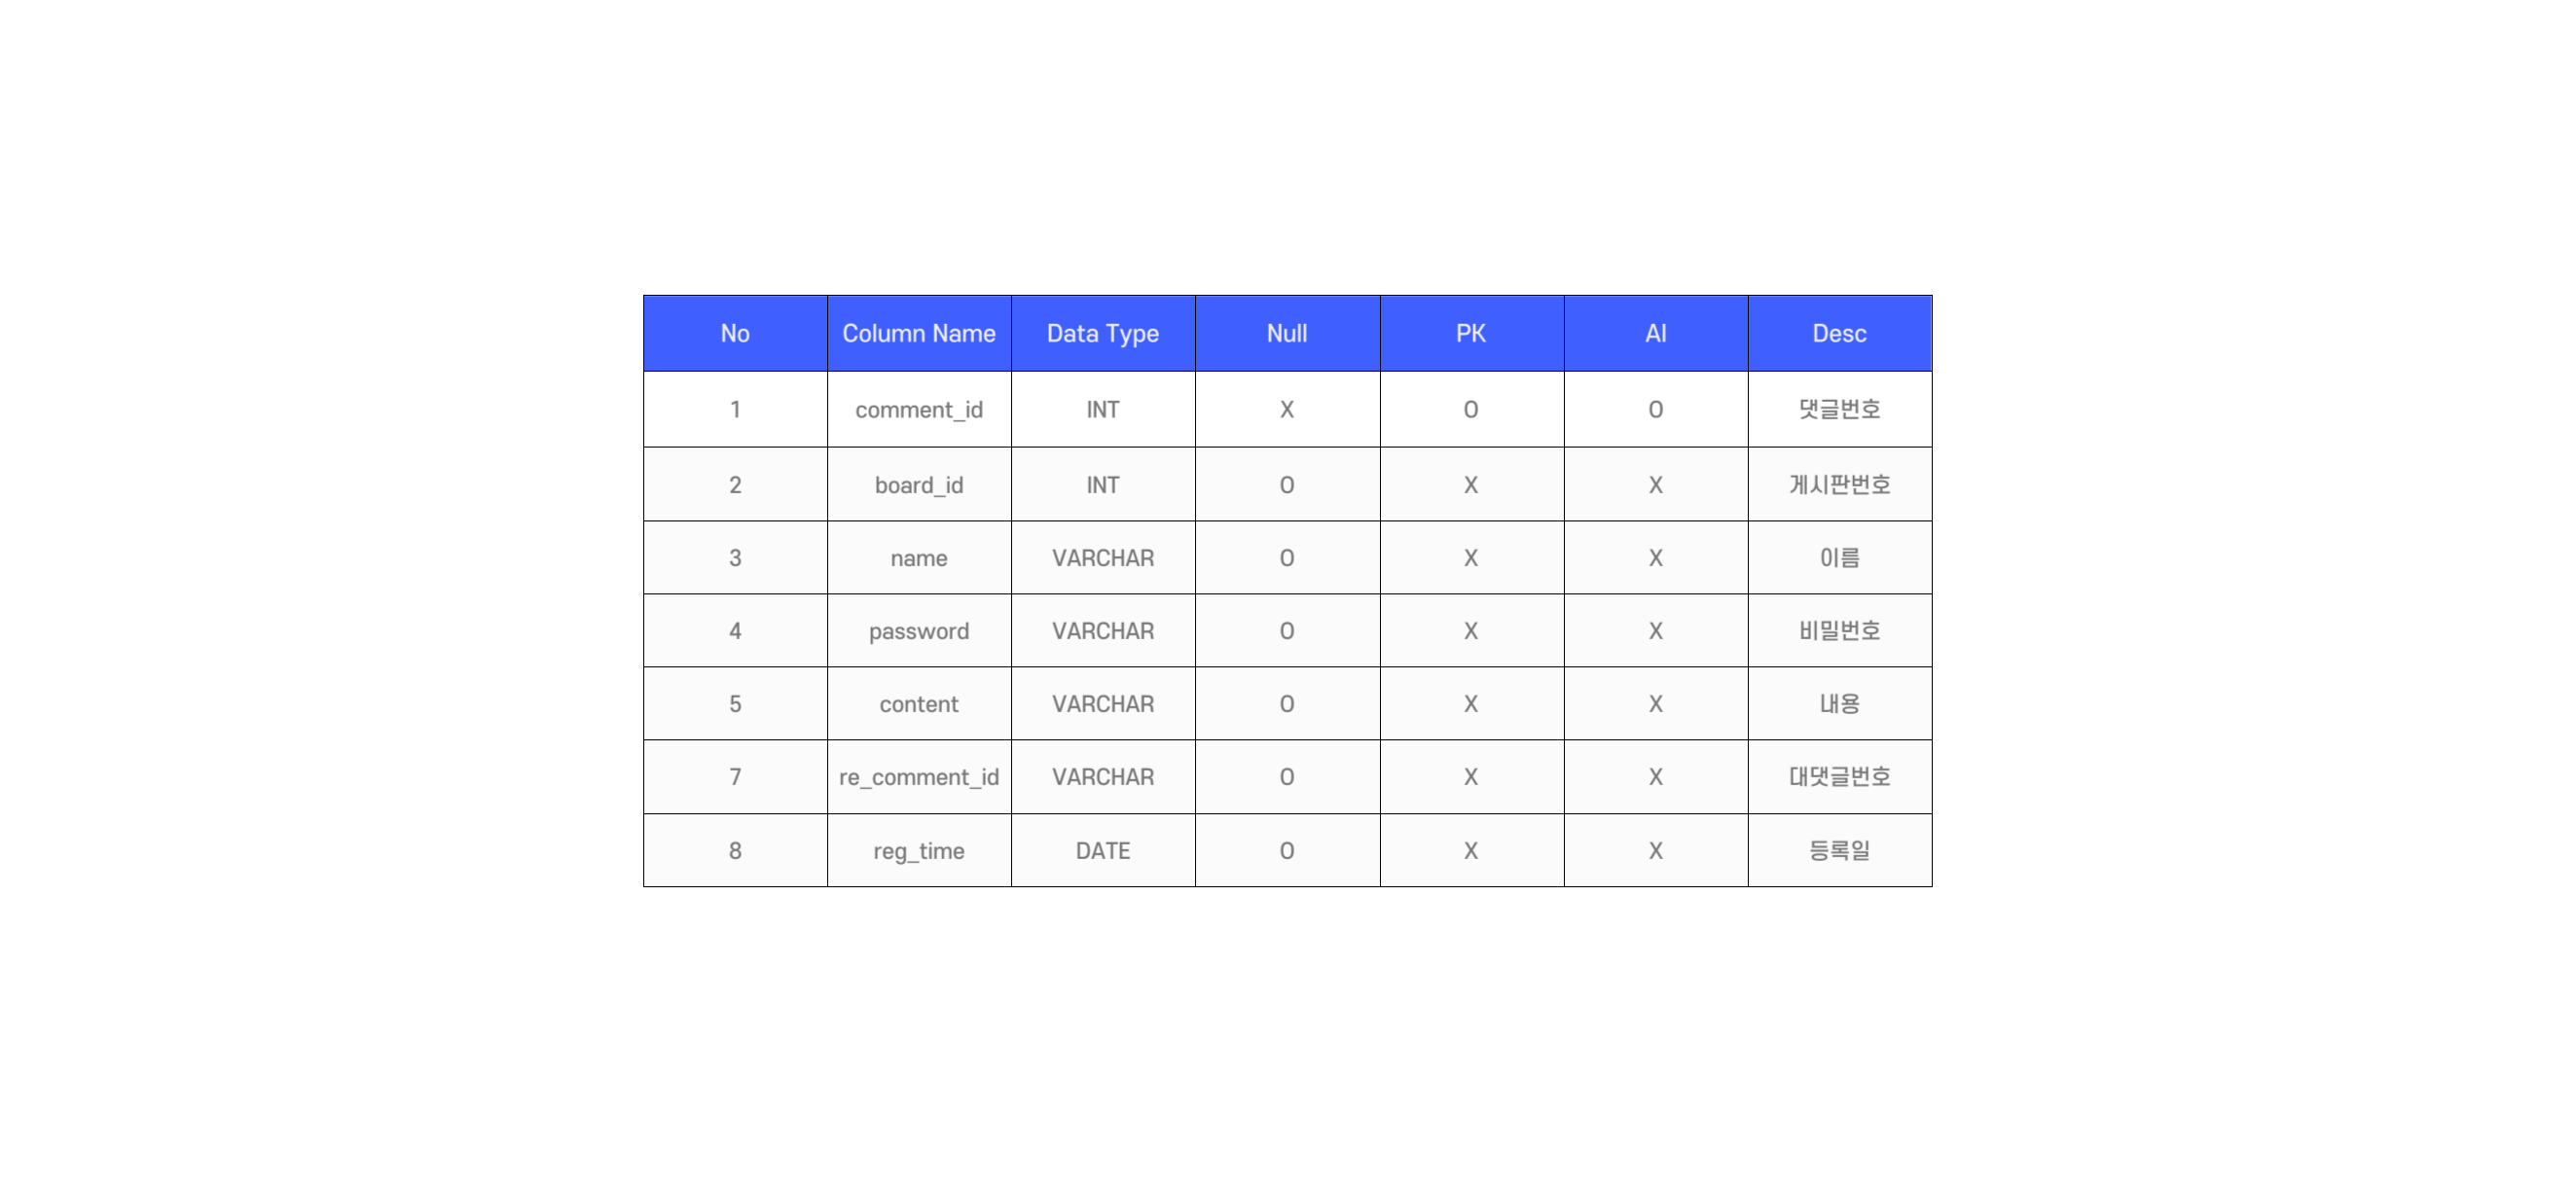 No Column Name Data Type Null PK AI Desc
1 comment_id INT X O O 댓글번호
2 board_id INT O X X 게시판번호
3 name VARCHAR O X X 이름
4 password VARCHAR O X X 비밀번호
5 content VARCHAR O X X 내용
7 re_comment_id VARCHAR O X X 대댓글번호
8 reg_time DATE O X X 등록일